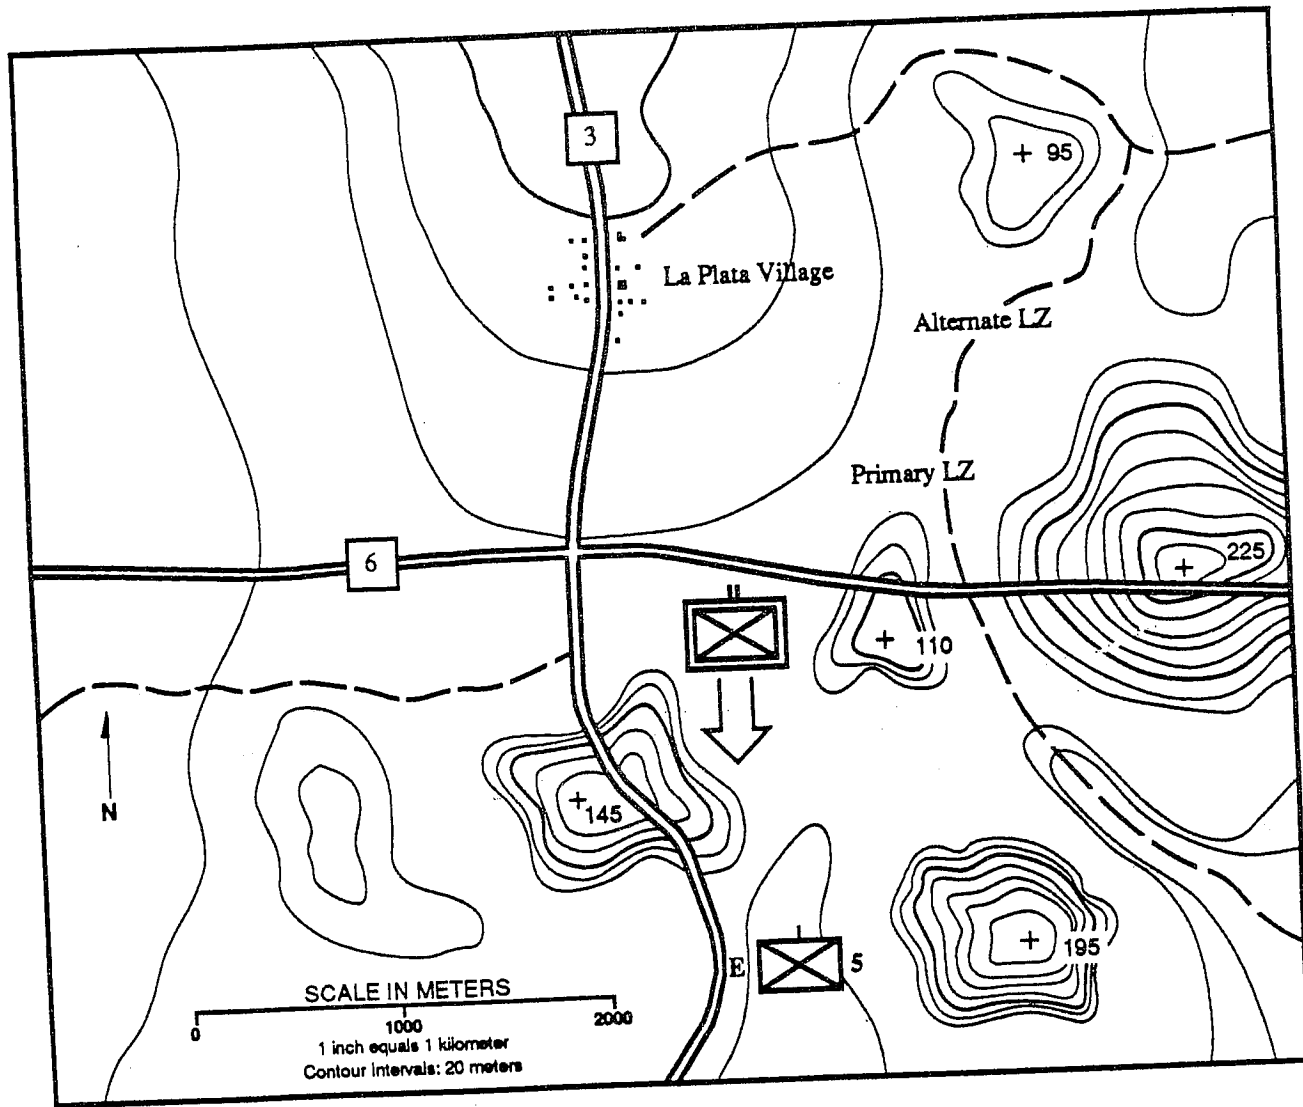 3
95
La Plata Village
Alternate LZ
Primary LZ
225
6
110
N
145
E
5
195
SCALE IN METERS
0
1000
2000
1 inch equals 1 kilometer
Contour Intervals: 20 meters